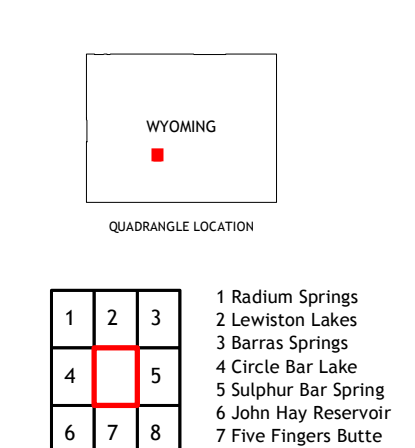 WYOMING
QUADRANGLE LOCATION
1 2 3
4 5
6 7 8
1 Radium Springs
2 Lewiston Lakes
3 Barras Springs
4 Circle Bar Lake
5 Sulphur Bar Spring
6 John Hay Reservoir
7 Five Fingers Butte